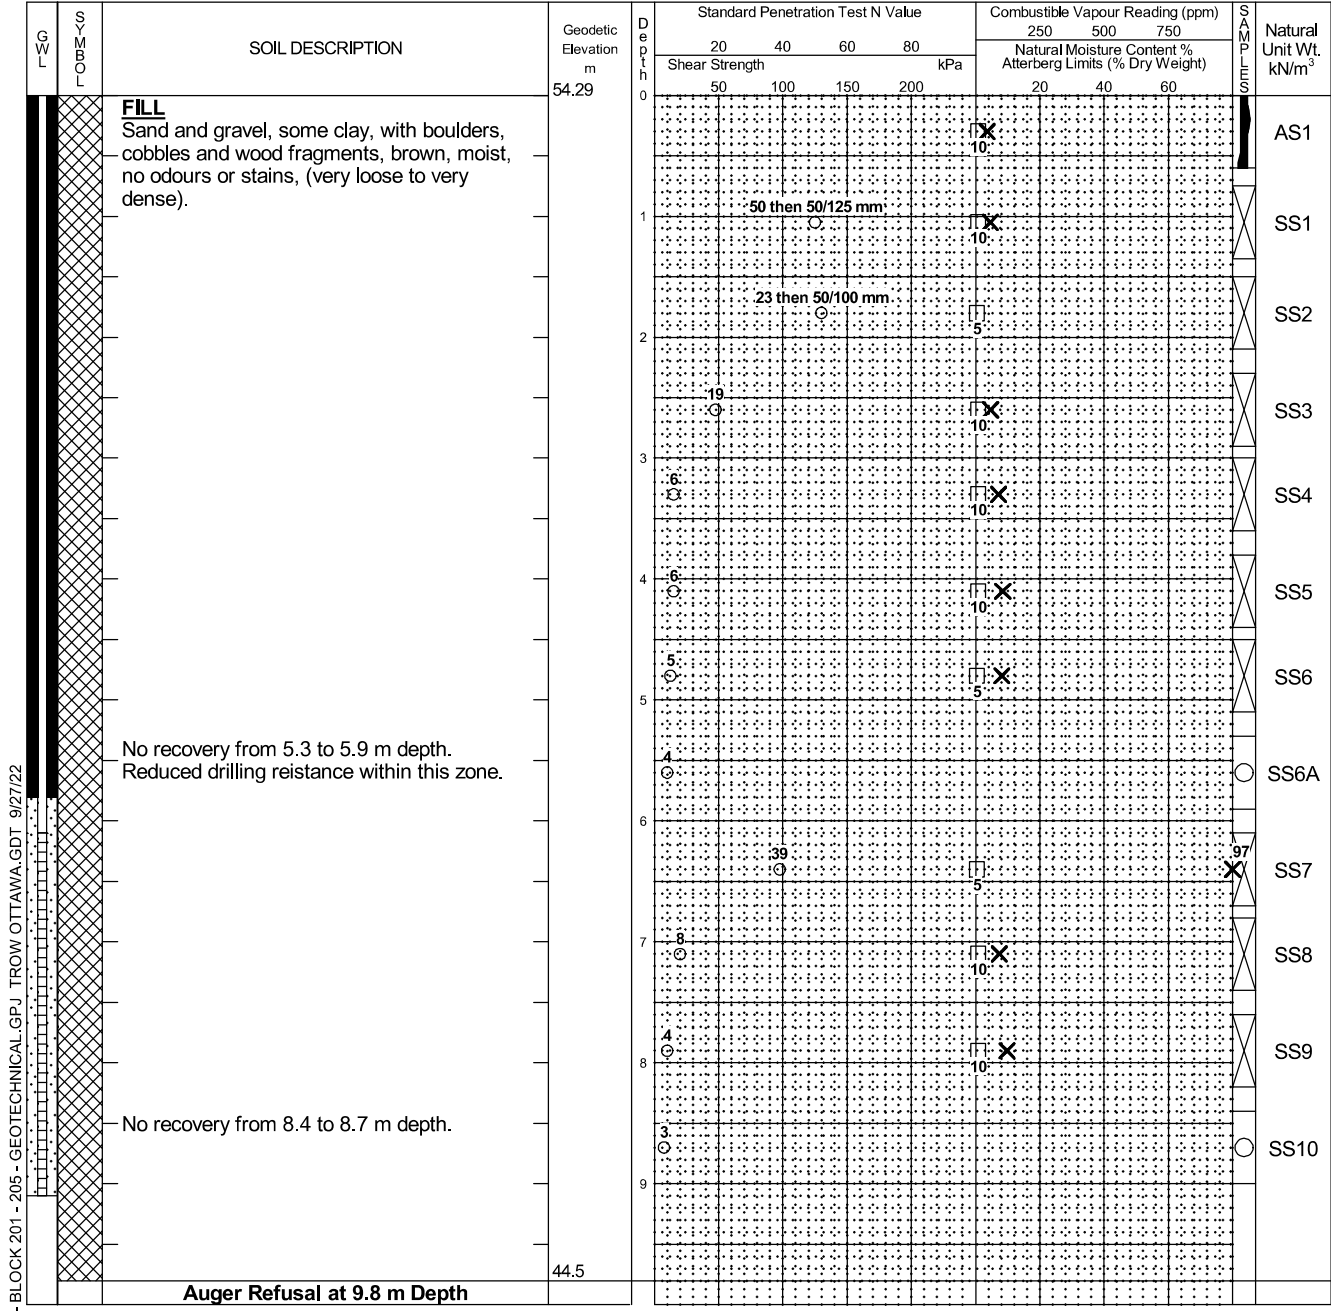 GWL
SYMBOL
SOIL DESCRIPTION
Geodetic
Elevation
m
54.29
Depth
Standard Penetration Test N Value
20 40 60 80
Shear Strength kPa
50 100 150 200
Combustible Vapour Reading (ppm)
250 500 750
Natural Moisture Content %
Atterberg Limits (% Dry Weight)
20 40 60
SAMPLES
Natural
Unit Wt.
kN/m³
0
FILL
Sand and gravel, some clay, with boulders,
cobbles and wood fragments, brown, moist,
no odours or stains, (very loose to very
dense).
10
AS1
50 then 50/125 mm
1
10
SS1
23 then 50/100 mm
5
SS2
2
19
10
SS3
3
6
10
SS4
4
6
10
SS5
5
5
SS6
5
No recovery from 5.3 to 5.9 m depth.
Reduced drilling reistance within this zone.
4
SS6A
6
39
5
97
SS7
7
8
10
SS8
4
10
SS9
8
No recovery from 8.4 to 8.7 m depth.
3
SS10
9
44.5
Auger Refusal at 9.8 m Depth
- BLOCK 201 - 205 - GEOTECHNICAL.GPJ TROW OTTAWA.GDT 9/27/22